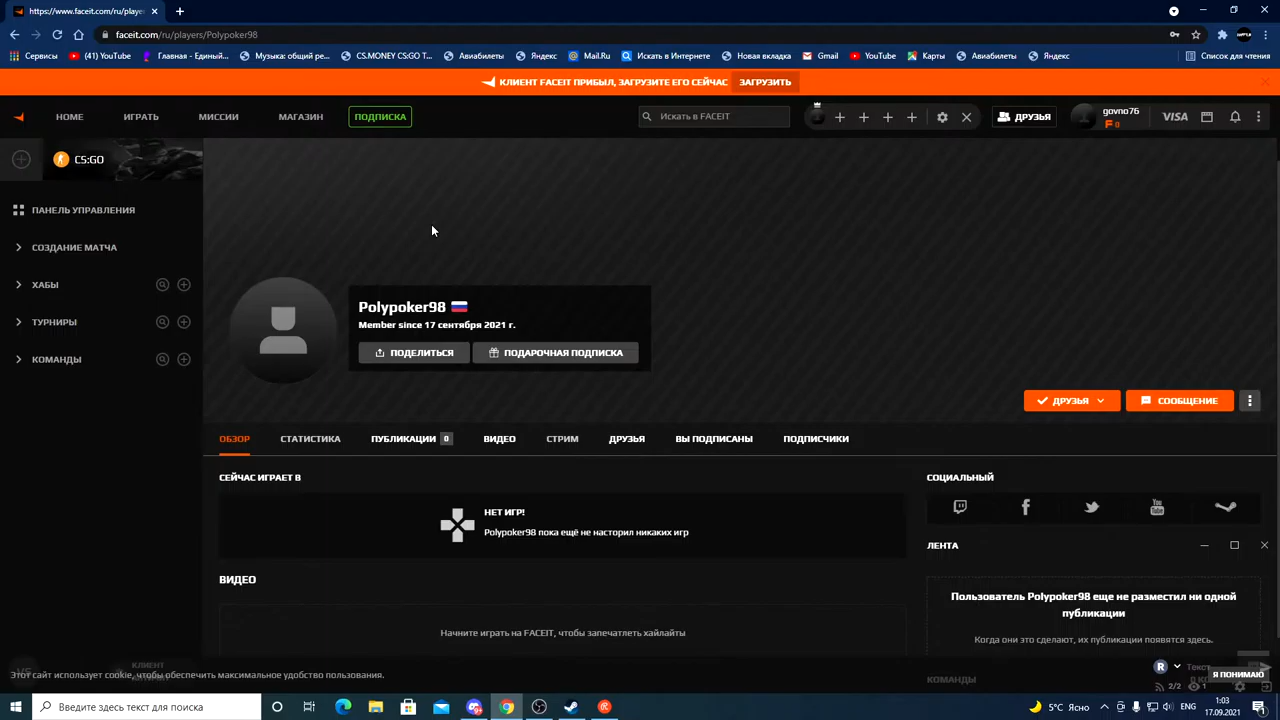 https://www.faceit.com/ru/player
faceit.com/ru/players/Polypoker98
Сервисы
(41) YouTube
Главная - Единый...
Музыка: общий ре...
CS.MONEY CS:GO T...
Авиабилеты
Яндекс
Mail.Ru
Искать в Интернете
Новая вкладка
Gmail
YouTube
Карты
Авиабилеты
Яндекс
Список для чтения
КЛИЕНТ FACEIT ПРИБЫЛ, ЗАГРУЗИТЕ ЕГО СЕЙЧАС ЗАГРУЗИТЬ
HOME
ИГРАТЬ
МИССИИ
МАГАЗИН
ПОДПИСКА
Искать в FACEIT
ДРУЗЬЯ
govno76
0
VISA
CS:GO
ПАНЕЛЬ УПРАВЛЕНИЯ
СОЗДАНИЕ МАТЧА
ХАБЫ
ТУРНИРЫ
КОМАНДЫ
Polypoker98
Member since 17 сентября 2021 г.
ПОДЕЛИТЬСЯ
ПОДАРОЧНАЯ ПОДПИСКА
ДРУЗЬЯ
СООБЩЕНИЕ
ОБЗОР
СТАТИСТИКА
ПУБЛИКАЦИИ 0
ВИДЕО
СТРИМ
ДРУЗЬЯ
ВЫ ПОДПИСАНЫ
ПОДПИСЧИКИ
СЕЙЧАС ИГРАЕТ В
НЕТ ИГР!
Polypoker98 пока ещё не насторил никаких игр
ВИДЕО
Начните играть на FACEIT, чтобы запечатлеть хайлайты
СОЦИАЛЬНЫЙ
You Tube
ЛЕНТА
Пользователь Polypoker98 еще не разместил ни одной
публикации
Когда они это сделают, их публикации появятся здесь.
КОМАНДЫ
КЛИЕНТ
Этот сайт использует cookie, чтобы обеспечить максимальное удобство пользования.
R
Текст
Я ПОНИМАЮ
2/2
1
Введите здесь текст для поиска
5°C Ясно
ENG
1:03
17.09.2021